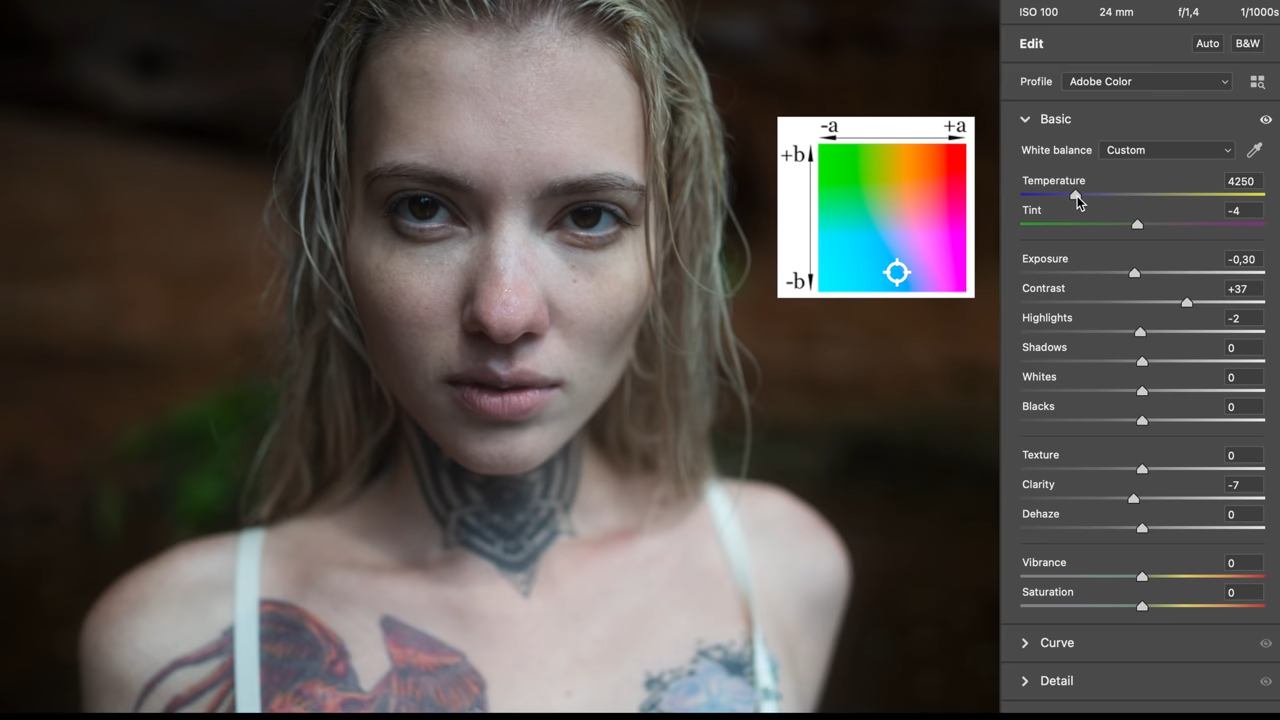 ISO 100 24 mm f/1,4 1/1000s
Edit Auto B&W
Profile Adobe Color
Basic
White balance Custom
Temperature 4250
Tint -4
Exposure -0,30
Contrast +37
Highlights -2
Shadows 0
Whites 0
Blacks 0
Texture 0
Clarity -7
Dehaze 0
Vibrance 0
Saturation 0
Curve
Detail
-a +a
+b
-b